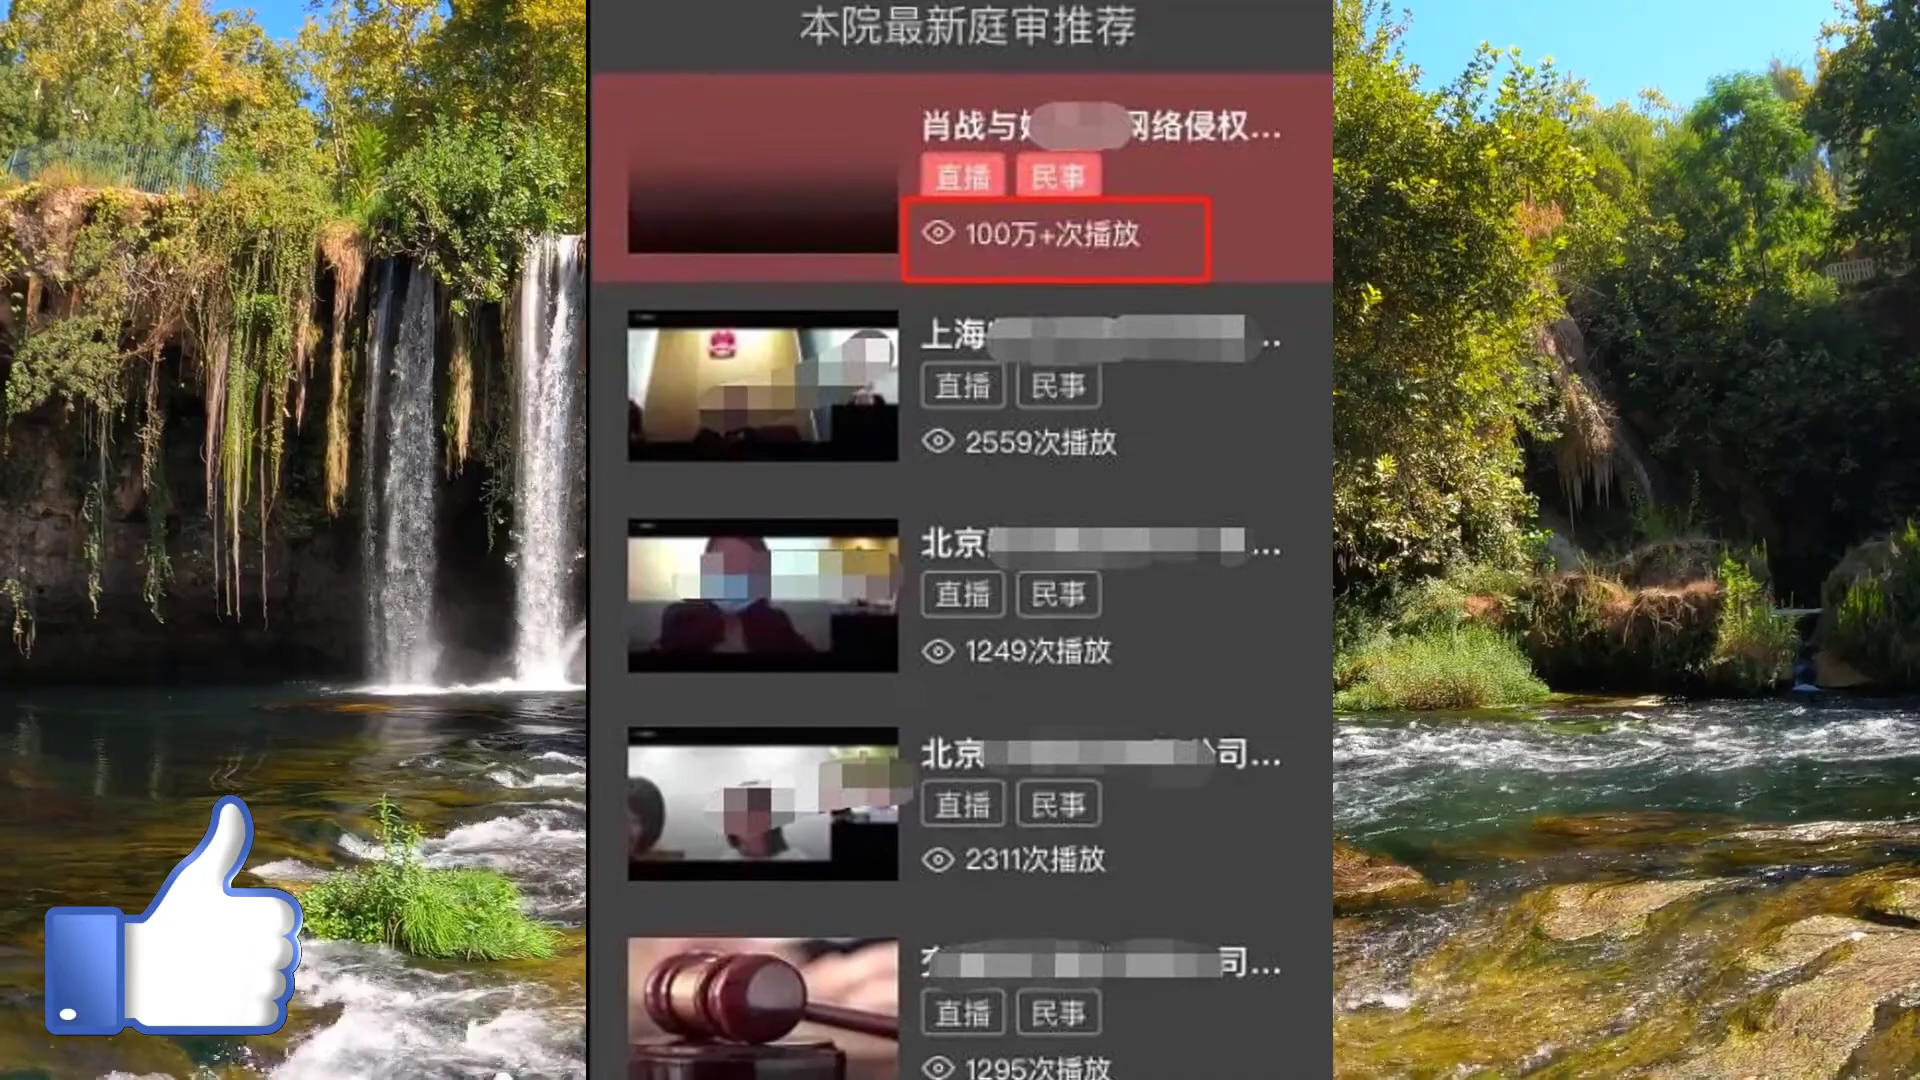 本院最新庭审推荐
肖战与 网络侵权...
直播 民事
100万+次播放
上海 ...
直播 民事
2559次播放
北京 ...
直播 民事
1249次播放
北京 公司...
直播 民事
2311次播放
司...
直播 民事
1295次播放